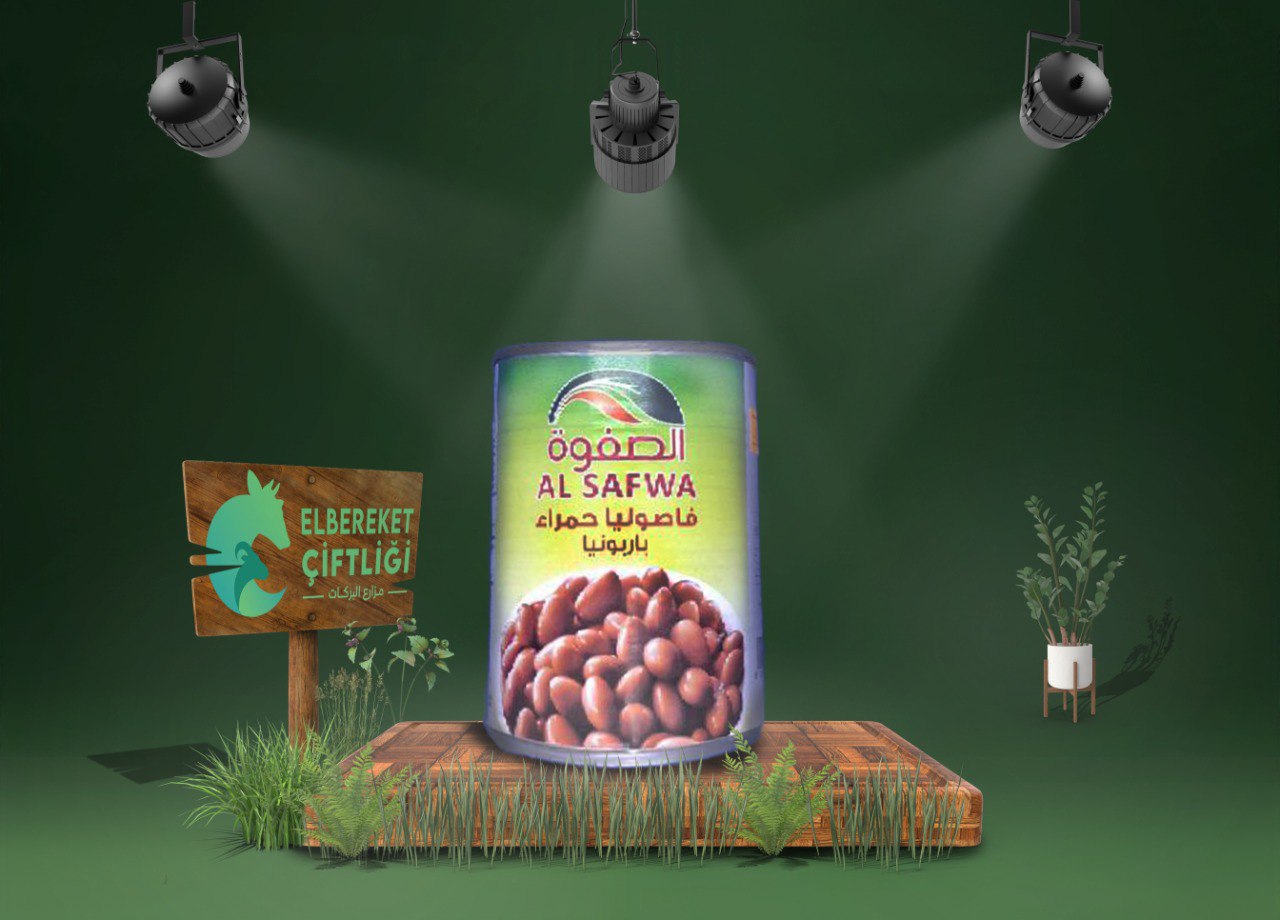 الصفوة
AL SAFWA
فاصوليا حمراء
باربونيا
ELBEREKET
ÇİFTLİĞİ
مزارع البركات